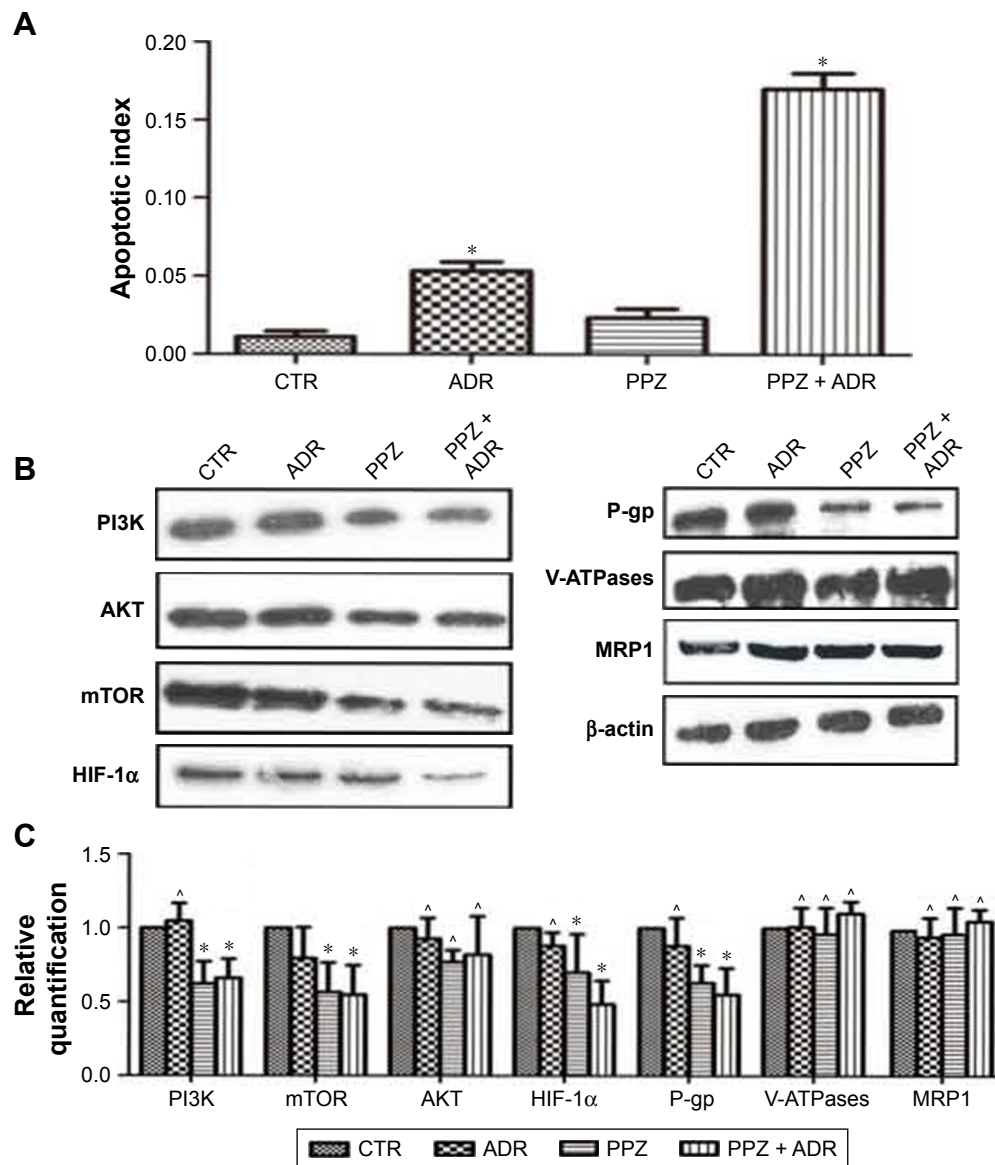 A
Apoptotic index
0.20
0.15
0.10
0.05
0.00
*
*
CTR ADR PPZ PPZ + ADR
B
CTR ADR PPZ PPZ + ADR
PI3K
AKT
mTOR
HIF-1α
CTR ADR PPZ PPZ + ADR
P-gp
V-ATPases
MRP1
β-actin
C
Relative
quantification
1.5
1.0
0.5
0.0
^ * *
* *
^ ^ ^
^ * *
^ * *
^ ^ ^
^ ^ ^
PI3K mTOR AKT HIF-1α P-gp V-ATPases MRP1
CTR ADR PPZ PPZ + ADR